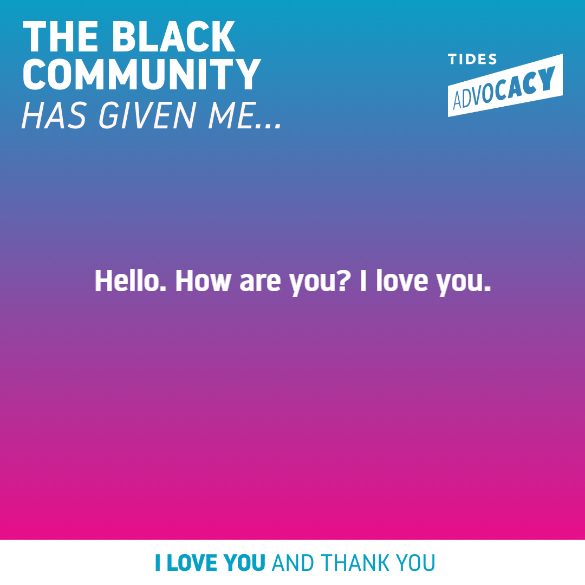 THE BLACK
COMMUNITY
HAS GIVEN ME...
TIDES
ADVOCACY
Hello. How are you? I love you.
I LOVE YOU AND THANK YOU